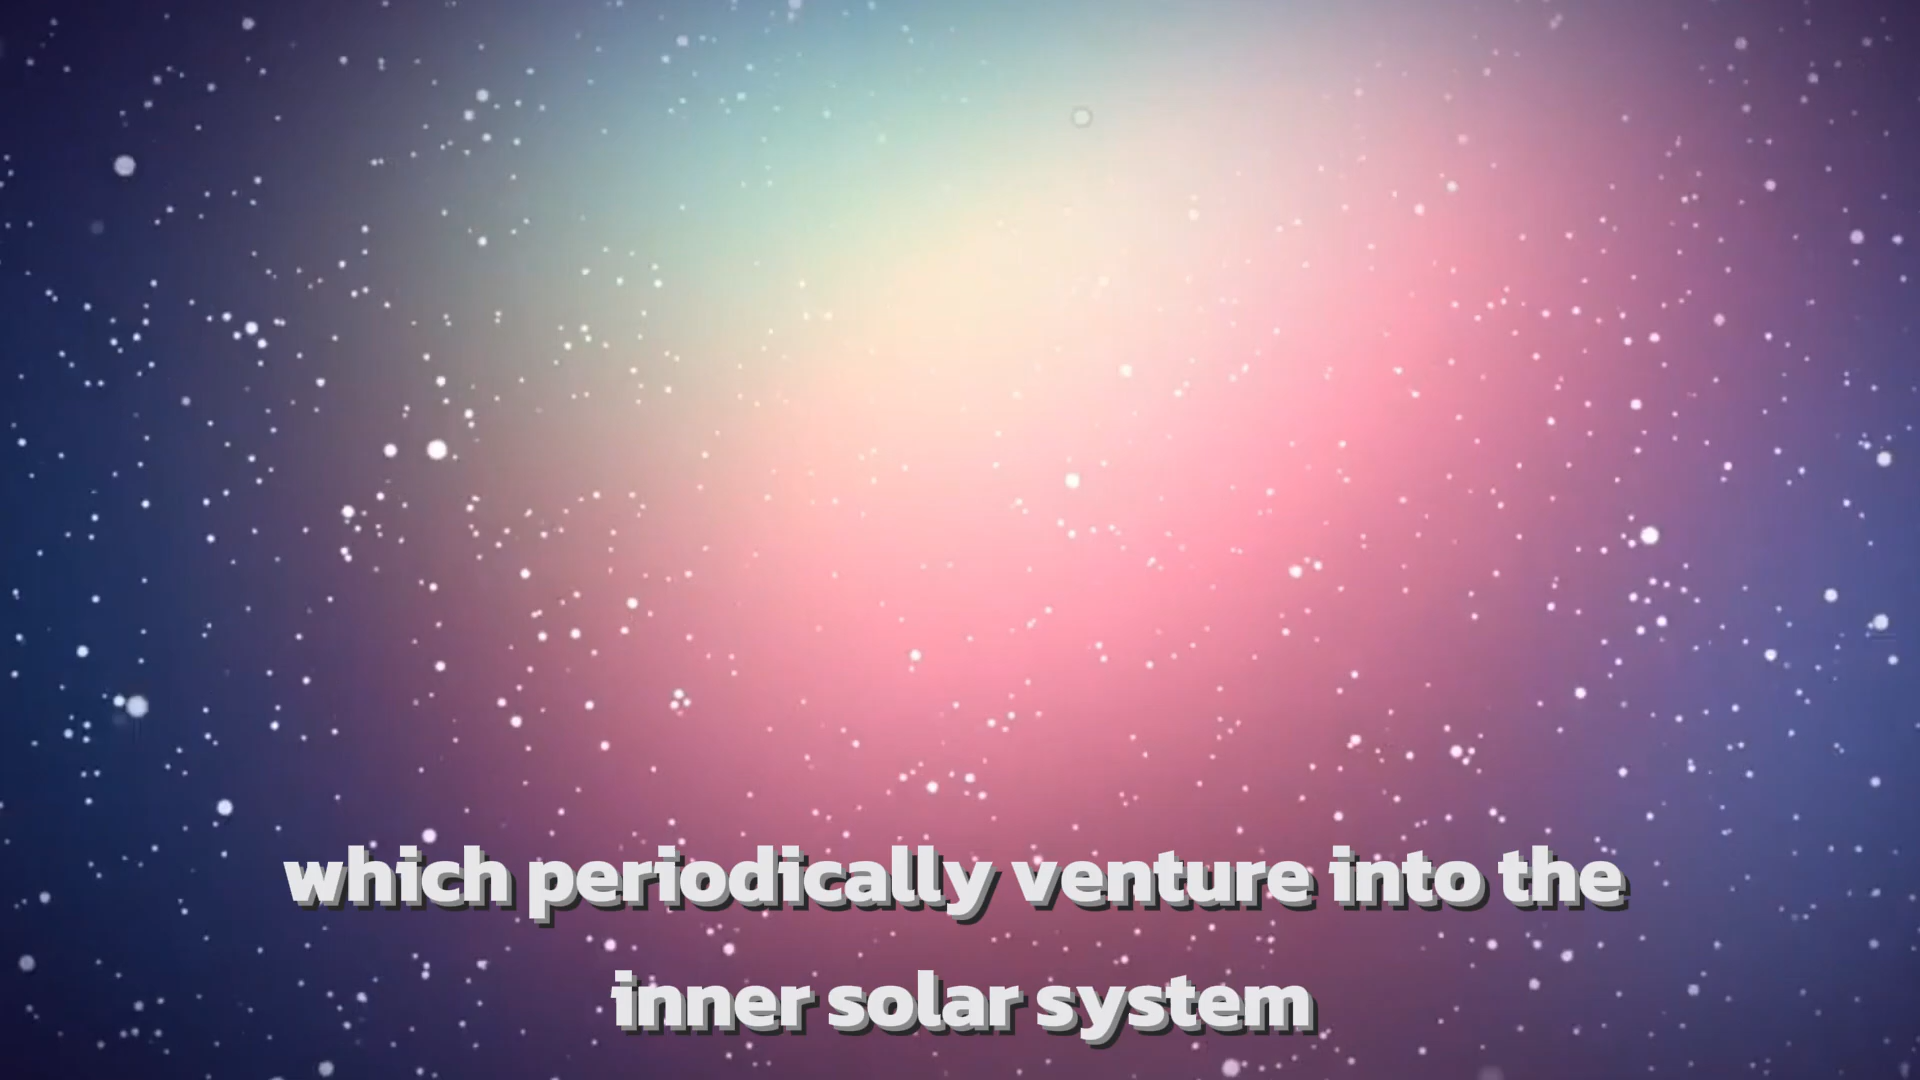 which periodically venture into the
inner solar system